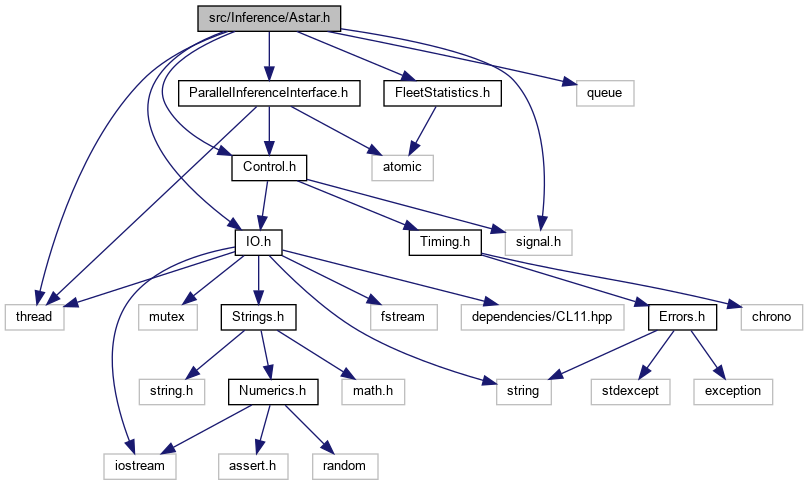 src/Inference/Astar.h
ParallelInferenceInterface.h
FleetStatistics.h
queue
Control.h
atomic
IO.h
Timing.h
signal.h
thread
mutex
Strings.h
fstream
dependencies/CL11.hpp
Errors.h
chrono
string.h
Numerics.h
math.h
string
stdexcept
exception
iostream
assert.h
random